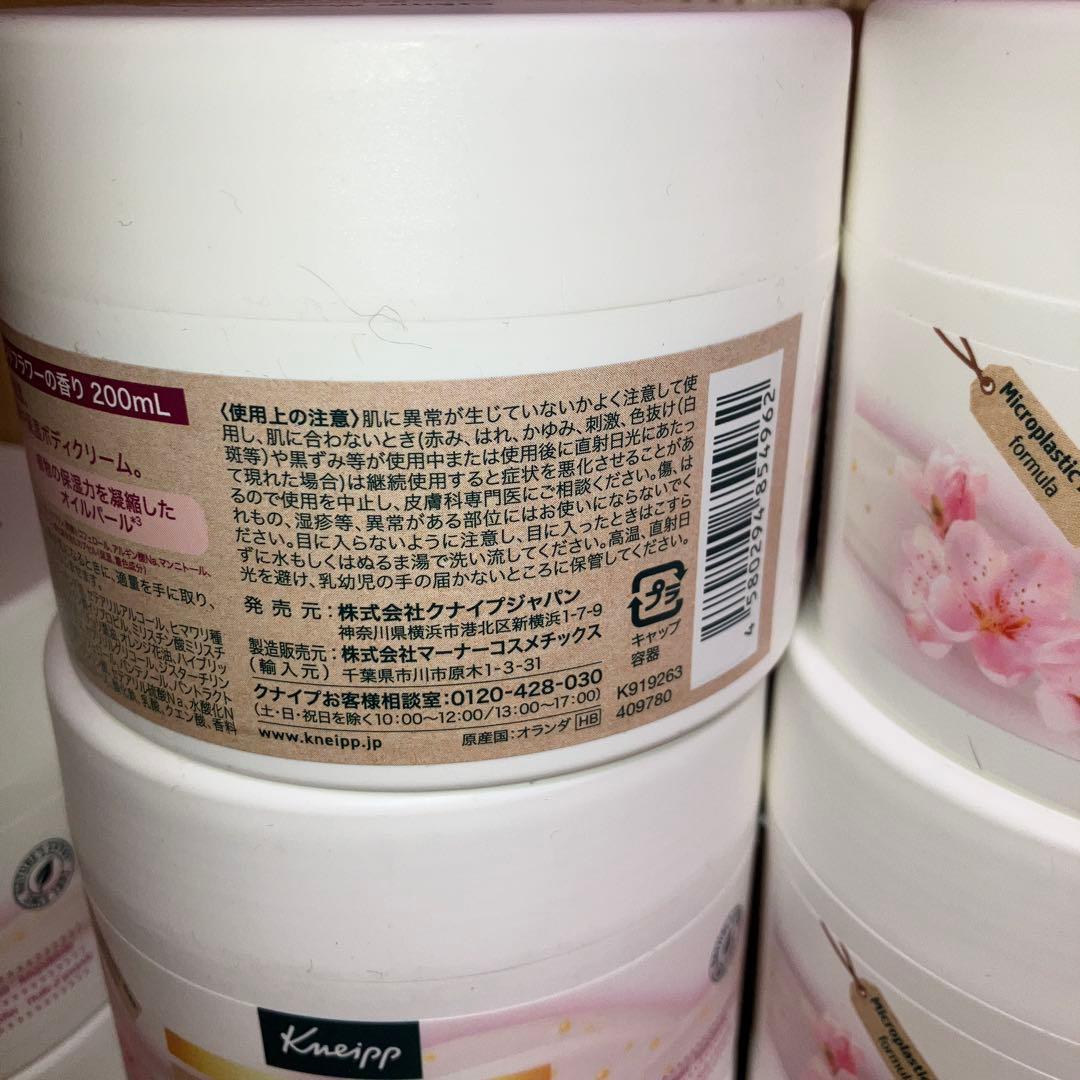 フラワーの香り 200mL
ボディクリーム。
の保湿力を凝縮した
オイルパール*3
適量を手に取り、
〈使用上の注意〉肌に異常が生じていないかよく注意して使
用し、肌に合わないとき(赤み、はれ、かゆみ、刺激、色抜け(白
斑等)や黒ずみ等が使用中または使用後に直射日光にあたっ
て現れた場合)は継続使用すると症状を悪化させることがあ
るので使用を中止し、皮膚科専門医にご相談ください。傷、は
れもの、湿疹等、異常がある部位にはお使いにならないでく
ださい。目に入らないように注意し、目に入ったときはこすら
ずに水もしくはぬるま湯で洗い流してください。高温、直射日
光を避け、乳幼児の手の届かないところに保管してください。
発売元:株式会社クナイプジャパン
神奈川県横浜市港北区新横浜1-7-9
製造販売元:株式会社マーナーコスメチックス
(輸入元) 千葉県市川市原木1-3-31
クナイプお客様相談室:0120-428-030
(土・日・祝日を除く10:00~12:00/13:00~17:00)
www.kneipp.jp
原産国:オランダ HB
プラ
キャップ
容器
K919263
409780
4 580294 854962
Microplastic
formula
Kneipp
Microplastic
formula